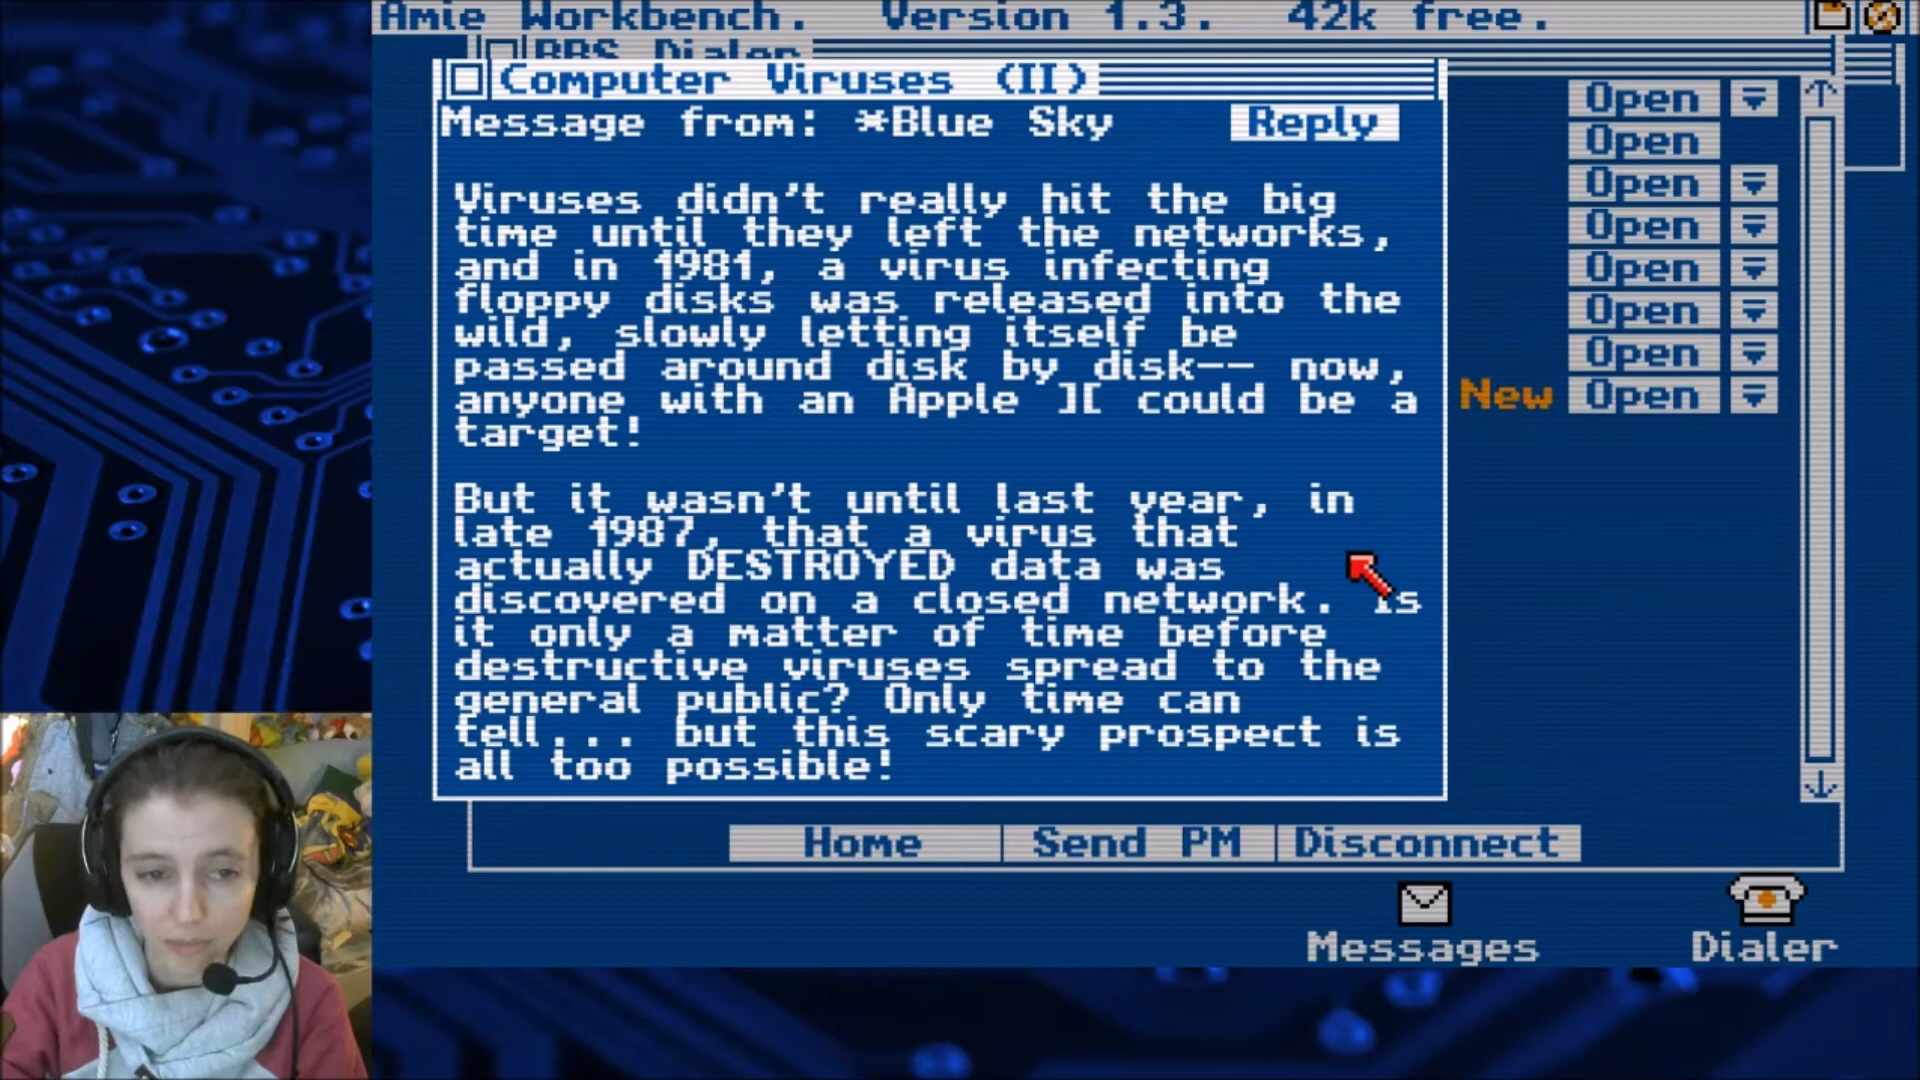 Amie Workbench. Version 1.3. 42k free.
BBS Dialer
Computer Viruses (II)
Message from: *Blue Sky
Reply
Viruses didn't really hit the big
time until they left the networks,
and in 1981, a virus infecting
floppy disks was released into the
wild, slowly letting itself be
passed around disk by disk-- now,
anyone with an Apple ][ could be a
target!
But it wasn't until last year, in
late 1987, that a virus that
actually DESTROYED data was
discovered on a closed network. Is
it only a matter of time before
destructive viruses spread to the
general public? Only time can
tell... but this scary prospect is
all too possible!
Open
Open
Open
Open
Open
Open
Open
New Open
Home Send PM Disconnect
Messages Dialer